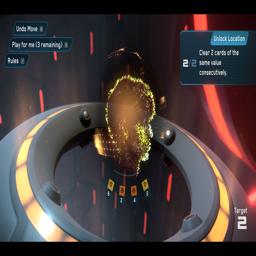 Undo Move
Play for me (3 remaining)
Rules
Unlock Location
2/2
Clear 2 cards of the
same value
consecutively.
Target
2